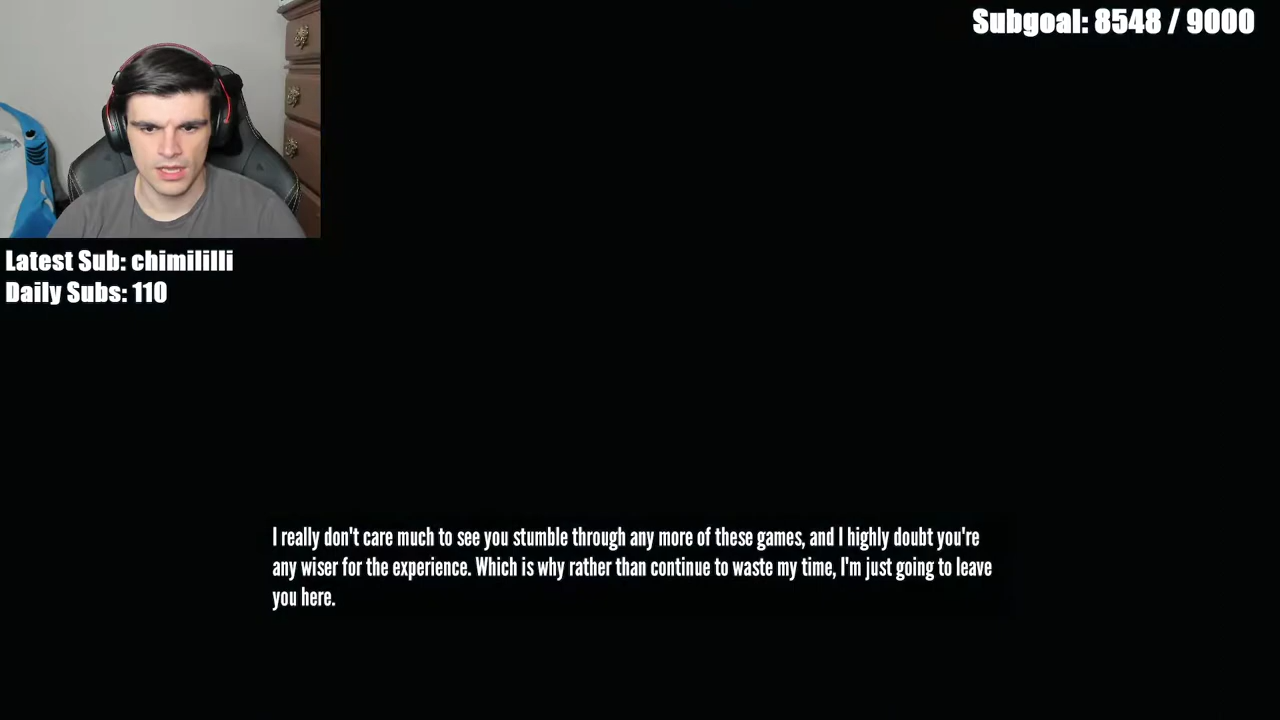 Subgoal: 8548 / 9000
Latest Sub: chimililli
Daily Subs: 110
I really don't care much to see you stumble through any more of these games, and I highly doubt you're
any wiser for the experience. Which is why rather than continue to waste my time, I'm just going to leave
you here.